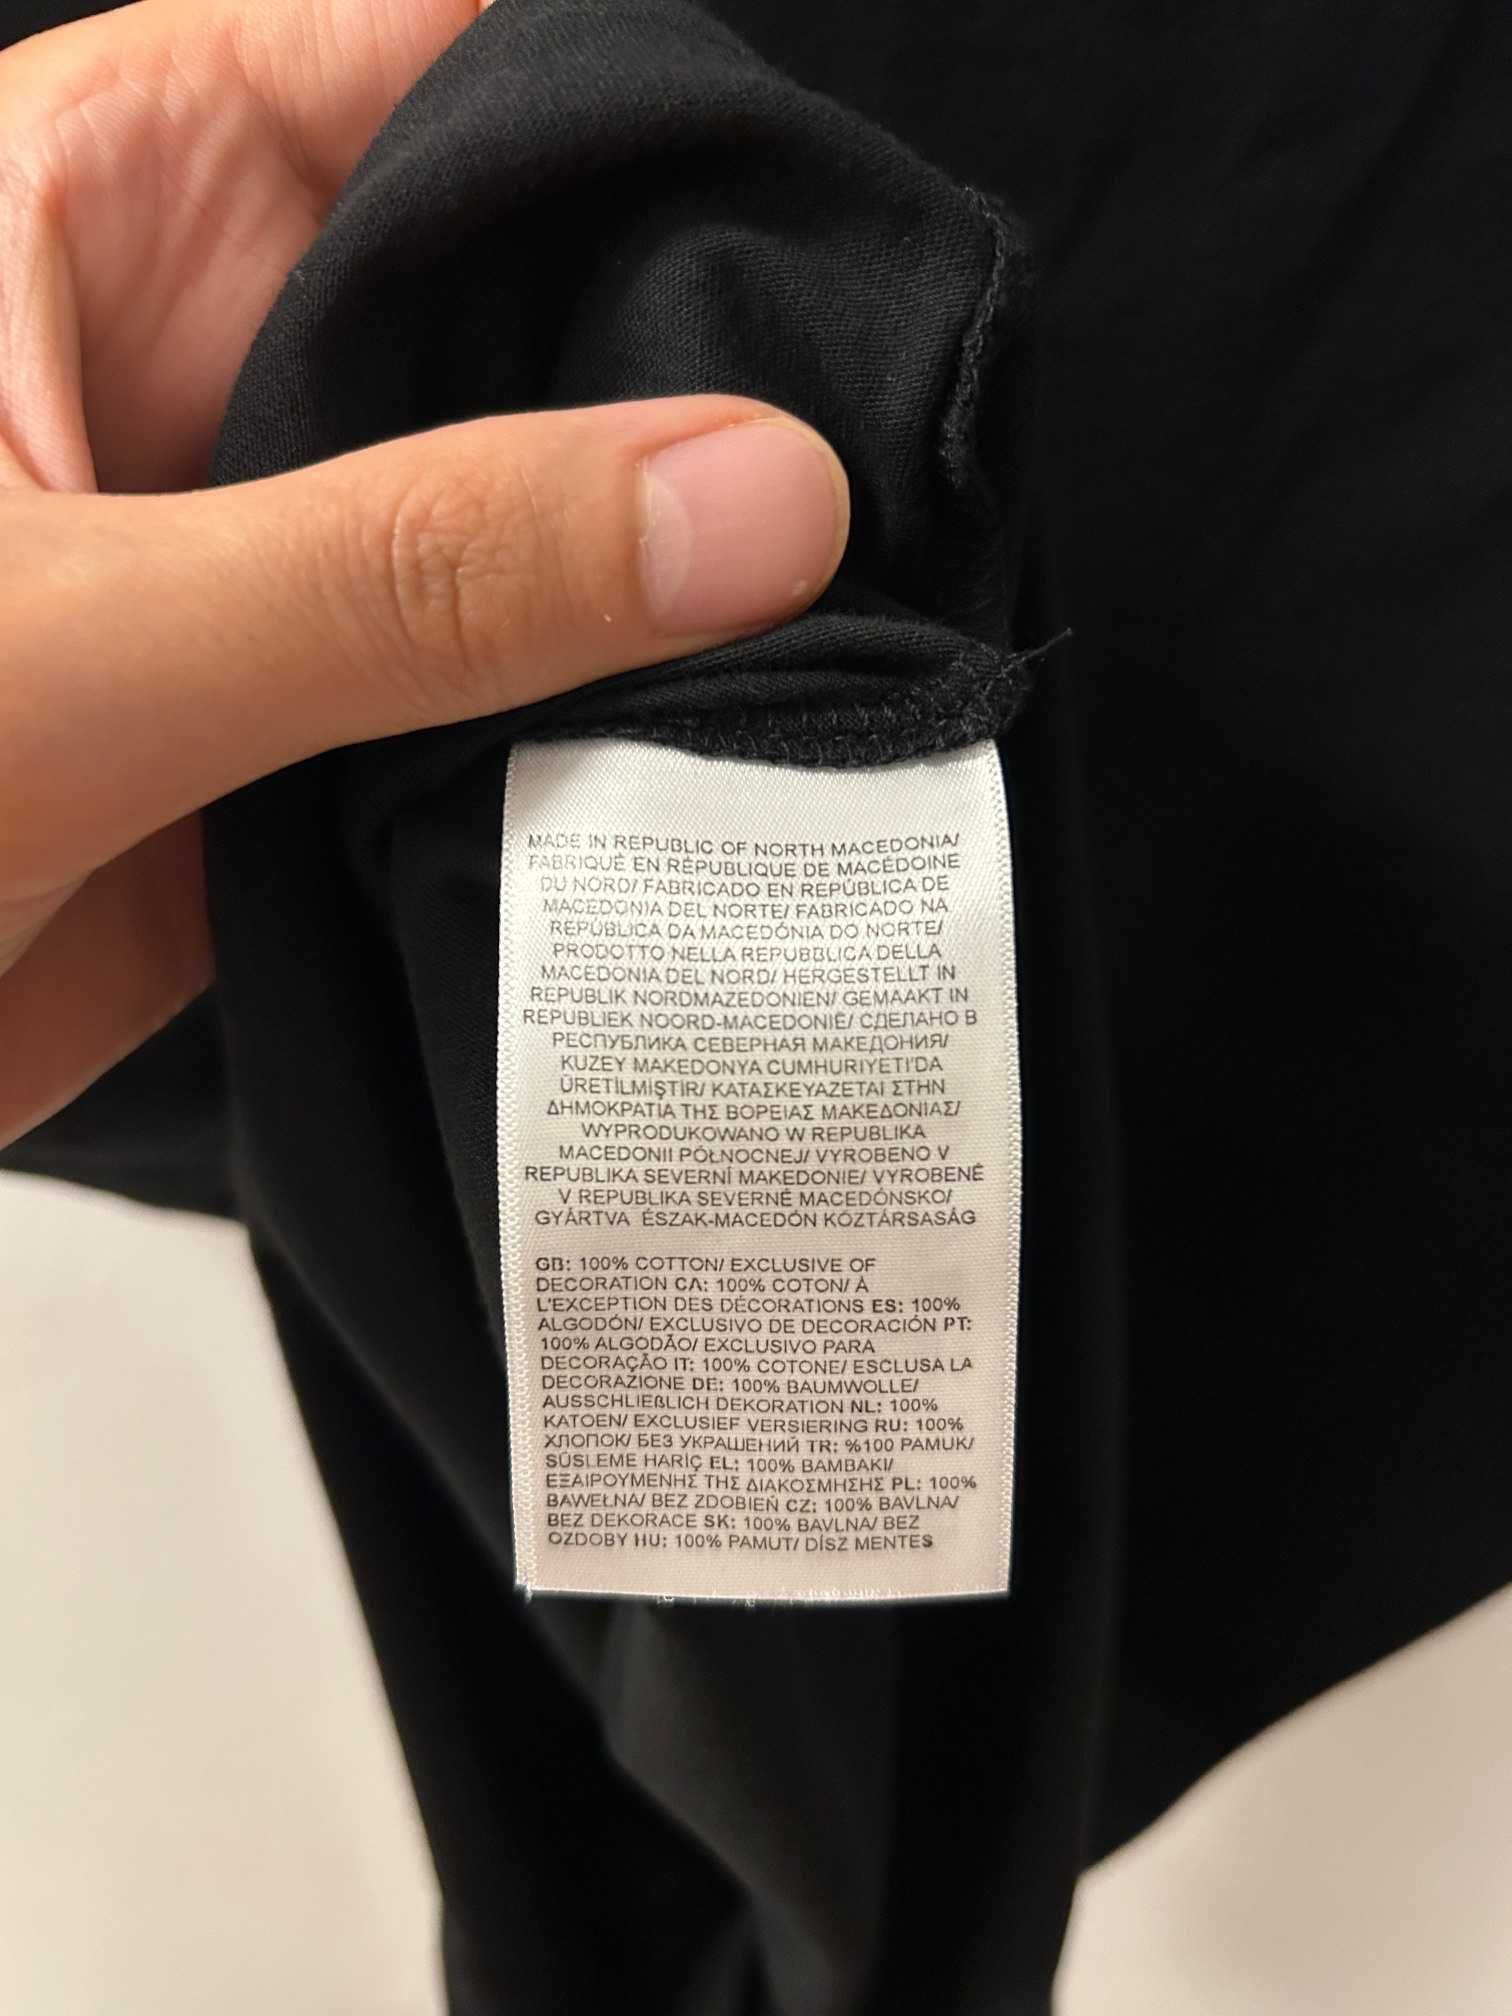 MADE IN REPUBLIC OF NORTH MACEDONIA/
FABRIQUÉ EN RÉPUBLIQUE DE MACÉDOINE
DU NORD/ FABRICADO EN REPÚBLICA DE
MACEDONIA DEL NORTE/ FABRICADO NA
REPÚBLICA DA MACEDÓNIA DO NORTE/
PRODOTTO NELLA REPUBBLICA DELLA
MACEDONIA DEL NORD/ HERGESTELLT IN
REPUBLIK NORDMAZEDONIEN/ GEMAAKT IN
REPUBLIEK NOORD-MACEDONIË/ СДЕЛАНО В
РЕСПУБЛИКА СЕВЕРНАЯ МАКЕДОНИЯ/
KUZEY MAKEDONYA CUMHURIYETİ'DA
ÜRETİLMİŞTİR/ ΚΑΤΑΣΚΕΥΑΖΕΤΑΙ ΣΤΗΝ
ΔΗΜΟΚΡΑΤΙΑ ΤΗΣ ΒΟΡΕΙΑΣ ΜΑΚΕΔΟΝΙΑΣ/
WYPRODUKOWANO W REPUBLIKA
MACEDONII PÓŁNOCNEJ/ VYROBENO V
REPUBLIKA SEVERNÍ MAKEDONIE/ VYROBENÉ
V REPUBLIKA SEVERNÉ MACEDÓNSKO/
GYÁRTVA ÉSZAK-MACEDÓN KÖZTÁRSASÁG
GB: 100% COTTON/ EXCLUSIVE OF
DECORATION CA: 100% COTON/ À
L'EXCEPTION DES DÉCORATIONS ES: 100%
ALGODÓN/ EXCLUSIVO DE DECORACIÓN PT:
100% ALGODÃO/ EXCLUSIVO PARA
DECORAÇÃO IT: 100% COTONE/ ESCLUSA LA
DECORAZIONE DE: 100% BAUMWOLLE/
AUSSCHLIEßLICH DEKORATION NL: 100%
KATOEN/ EXCLUSIEF VERSIERING RU: 100%
ХЛОПОК/ БЕЗ УКРАШЕНИЙ TR: %100 PAMUK/
SÜSLEME HARİÇ EL: 100% ΒΑΜΒΑΚΙ/
ΕΞΑΙΡΟΥΜΕΝΗΣ ΤΗΣ ΔΙΑΚΟΣΜΗΣΗΣ PL: 100%
BAWEŁNA/ BEZ ZDOBIEŃ CZ: 100% BAVLNA/
BEZ DEKORACE SK: 100% BAVLNA/ BEZ
OZDOBY HU: 100% PAMUT/ DÍSZ MENTES